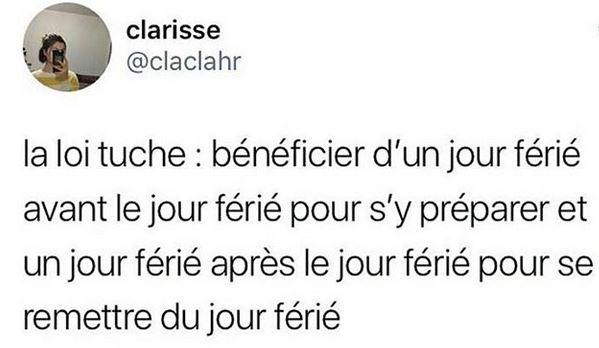 clarisse
@claclahr
la loi tuche : bénéficier d’un jour férié
avant le jour férié pour s’y préparer et
un jour férié après le jour férié pour se
remettre du jour férié